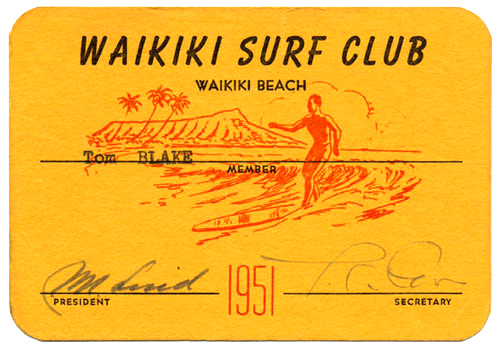 WAIKIKI SURF CLUB
WAIKIKI BEACH
Tom BLAKE
MEMBER
1951
PRESIDENT
SECRETARY